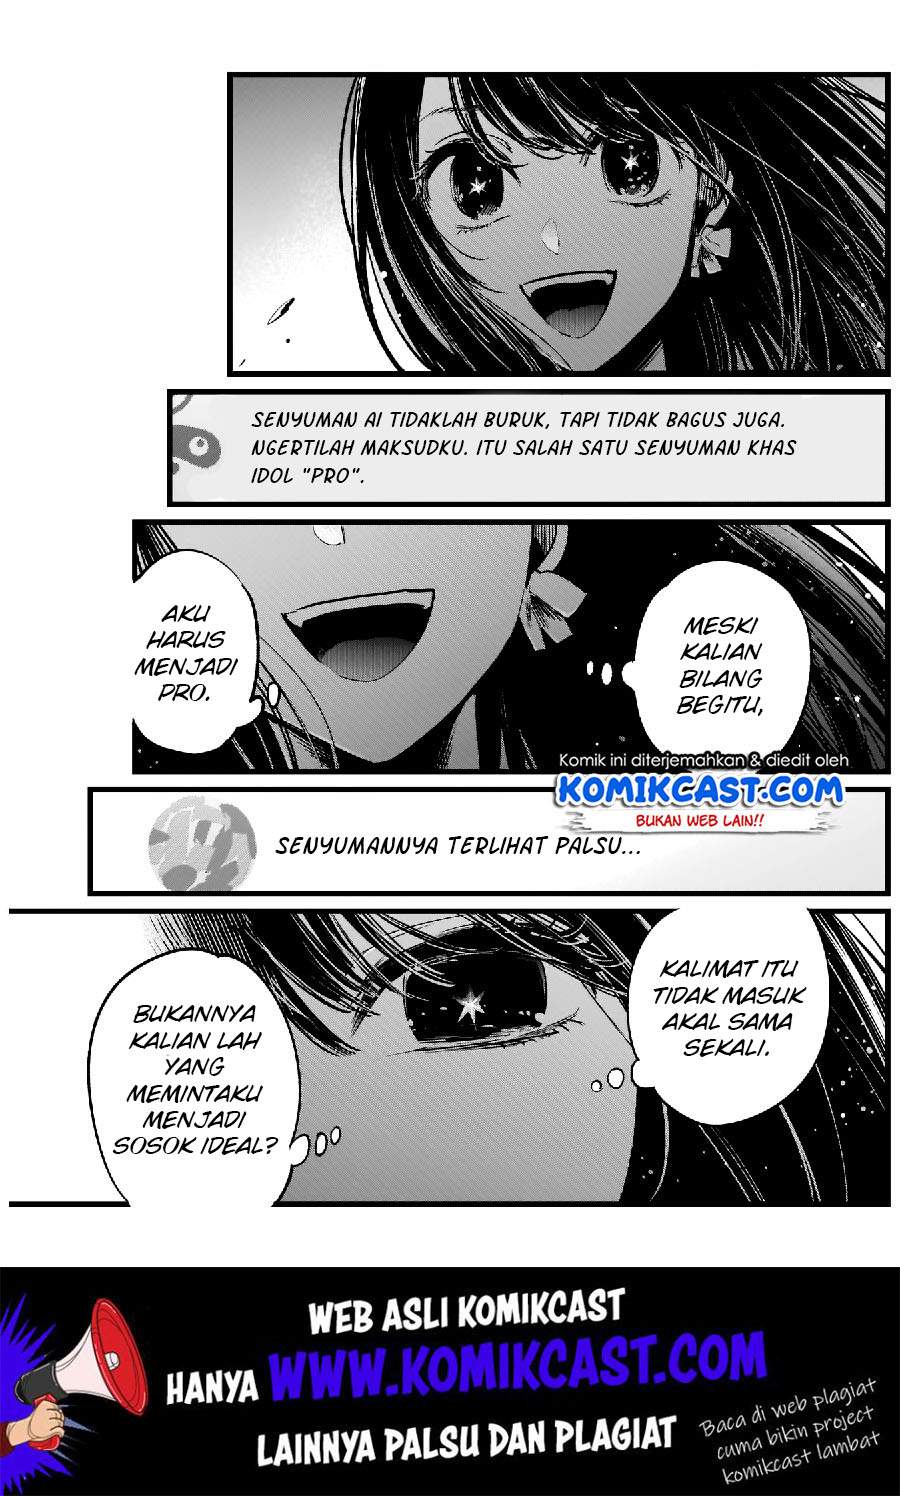 SENYUMAN AI TIDAKLAH BURUK, TAPI TIDAK BAGUS JUGA.
NGERTILAH MAKSUDKU. ITU SALAH SATU SENYUMAN KHAS
IDOL "PRO".
MESKI
KALIAN
BILANG
BEGITU,
AKU
HARUS
MENJADI
PRO.
Komik ini diterjemahkan & diedit oleh
KOMIKCAST.COM
BUKAN WEB LAIN!!
SENYUMANNYA TERLIHAT PALSU...
KALIMAT ITU
TIDAK MASUK
AKAL SAMA
SEKALI.
BUKANNYA
KALIAN LAH
YANG
MEMINTAKU
MENJADI
SOSOK IDEAL?
WEB ASLI KOMIKCAST
HANYA WWW.KOMIKCAST.COM
LAINNYA PALSU DAN PLAGIAT
Baca di web plagiat
cuma bikin project
komikcast lambat